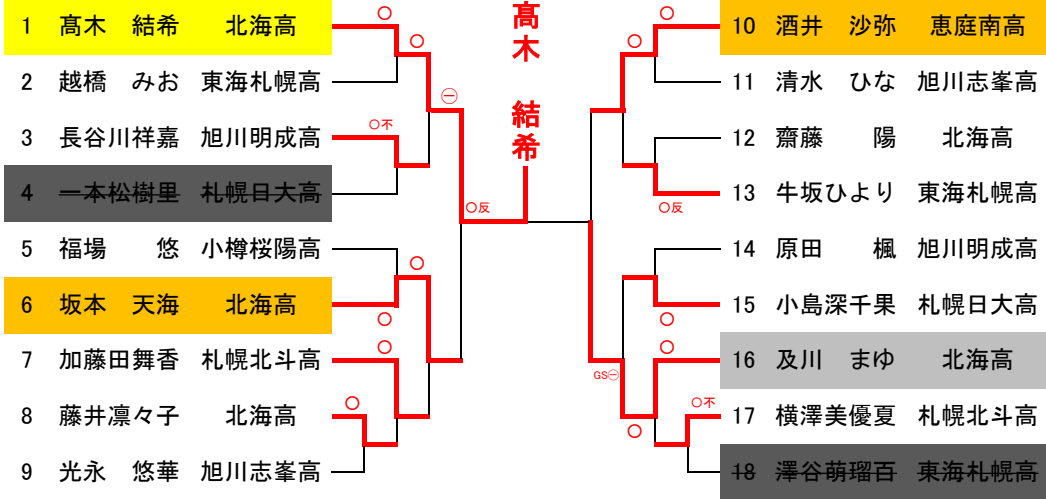 1 髙木 結希 北海高
2 越橋 みお 東海札幌高
3 長谷川祥嘉 旭川明成高
4 一本松樹里 札幌日大高
5 福場 悠 小樽桜陽高
6 坂本 天海 北海高
7 加藤田舞香 札幌北斗高
8 藤井凛々子 北海高
9 光永 悠華 旭川志峯高
〇
〇
㊀
〇不
〇反
〇
〇
〇
〇
髙木 結希
〇
〇
〇反
〇
GS㊀
〇
〇不
〇
10 酒井 沙弥 恵庭南高
11 清水 ひな 旭川志峯高
12 齋藤 陽 北海高
13 牛坂ひより 東海札幌高
14 原田 楓 旭川明成高
15 小島深千果 札幌日大高
16 及川 まゆ 北海高
17 横澤美優夏 札幌北斗高
18 澤谷萌瑠百 東海札幌高